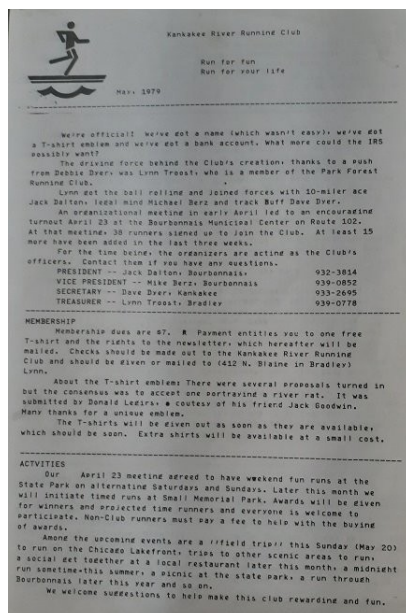 Kankakee River Running Club
Run for fun
Run for your life
May, 1979
We're official! We've got a name (which wasn't easy), we've got
a T-shirt emblem and we've got a bank account. What more could the IRS
possibly want?
The driving force behind the Club's creation, thanks to a push
from Debbie Dyer, was Lynn Troost, who is a member of the Park Forest
Running Club.
Lynn got the ball rolling and joined forces with 10-miler ace
Jack Dalton, legal mind Michael Berz and track buff Dave Dyer.
An organizational meeting in early April led to an encouraging
turnout April 23 at the Bourbonnais Municipal Center on Route 102.
At that meeting, 38 runners signed up to join the Club. At least 15
more have been added in the last three weeks.
For the time being, the organizers are acting as the Club's
officers. Contact them if you have any questions.
PRESIDENT -- Jack Dalton, Bourbonnais, 932-3814
VICE PRESIDENT -- Mike Berz, Bourbonnais 939-0852
SECRETARY -- Dave Dyer, Kankakee 933-2695
TREASURER -- Lynn Troost, Bradley 939-0778
MEMBERSHIP
Membership dues are $7. Payment entitles you to one free
T-shirt and the rights to the newsletter, which hereafter will be
mailed. Checks should be made out to the Kankakee River Running
Club and should be given or mailed to (412 N. Blaine in Bradley)
Lynn.
About the T-shirt emblem: There were several proposals turned in
but the consensus was to accept one portraying a river rat. It was
submitted by Donald Legirs, coutesy of his friend Jack Goodwin.
Many thanks for a unique emblem.
The T-shirts will be given out as soon as they are available,
which should be soon. Extra shirts will be available at a small cost.
ACTVITIES
Our April 23 meeting agreed to have weekend fun runs at the
State Park on alternating Saturdays and Sundays. Later this month we
will initiate timed runs at Small Memorial Park. Awards will be given
for winners and projected time runners and everyone is welcome to
participate. Non-Club runners must pay a fee to help with the buying
of awards.
Among the upcoming events are a ''field trip'' this Sunday (May 20)
to run on the Chicago Lakefront, trips to other scenic areas to run,
a social get together at a local restaurant later this month, a midnight
run sometime this summer, a picnic at the state park, a run through
Bourbonnais later this year and so on.
We welcome suggestions to help make this club rewarding and fun.